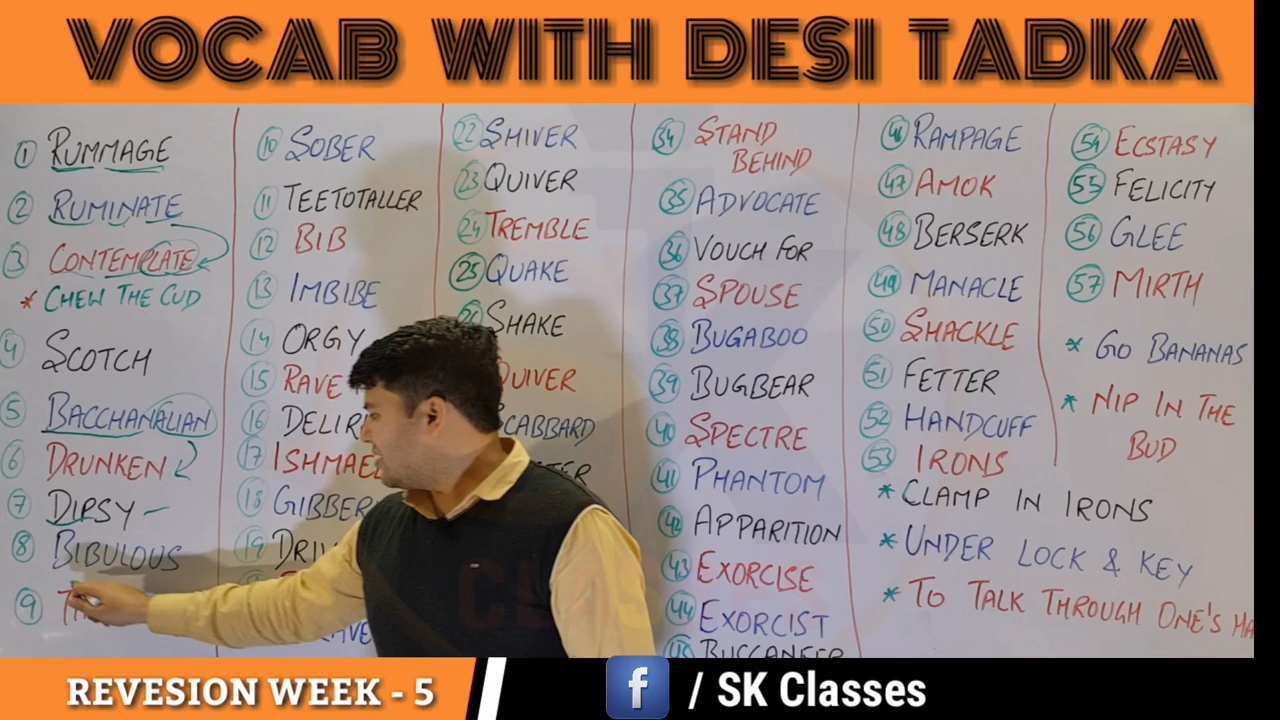 VOCAB WITH DESI TADKA
1 RUMMAGE
2 RUMINATE
3 CONTEMPLATE
* CHEW THE CUD
4 SCOTCH
5 BACCHANALIAN
6 DRUNKEN
7 DIPSY
8 BIBULOUS
9
10 SOBER
11 TEETOTALLER
12 BIB
13 IMBIBE
14 ORGY
15 RAVE
16
17
18
19
22 SHIVER
23 QUIVER
24 TREMBLE
25 QUAKE
26 SHAKE
QUIVER
SCABBARD
34 STAND
BEHIND
35 ADVOCATE
36 VOUCH FOR
37 SPOUSE
38 BUGABOO
39 BUGBEAR
40 SPECTRE
41 PHANTOM
42 APPARITION
43 EXORCISE
44 EXORCIST
45 BUCCANEER
46 RAMPAGE
47 AMOK
48 BERSERK
49 MANACLE
50 SHACKLE
51 FETTER
52 HANDCUFF
53 IRONS
* CLAMP IN IRONS
* UNDER LOCK & KEY
* TO TALK THROUGH ONE'S
54 ECSTASY
55 FELICITY
56 GLEE
57 MIRTH
* GO BANANAS
* NIP IN THE
BUD
REVESION WEEK - 5
f / SK Classes